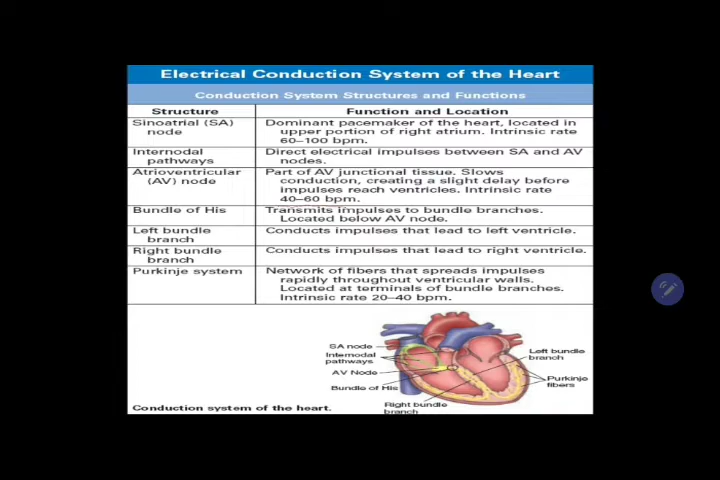 Electrical Conduction System of the Heart
Conduction System Structures and Functions
Structure Function and Location
Sinoatrial (SA) node Dominant pacemaker of the heart, located in
upper portion of right atrium. Intrinsic rate
60–100 bpm.
Internodal pathways Direct electrical impulses between SA and AV
nodes.
Atrioventricular (AV) node Part of AV junctional tissue. Slows
conduction, creating a slight delay before
impulses reach ventricles. Intrinsic rate
40–60 bpm.
Bundle of His Transmits impulses to bundle branches.
Located below AV node.
Left bundle branch Conducts impulses that lead to left ventricle.
Right bundle branch Conducts impulses that lead to right ventricle.
Purkinje system Network of fibers that spreads impulses
rapidly throughout ventricular walls.
Located at terminals of bundle branches.
Intrinsic rate 20–40 bpm.
SA node
Internodal
pathways
AV Node
Bundle of His
Right bundle
branch
Left bundle
branch
Purkinje
fibers
Conduction system of the heart.